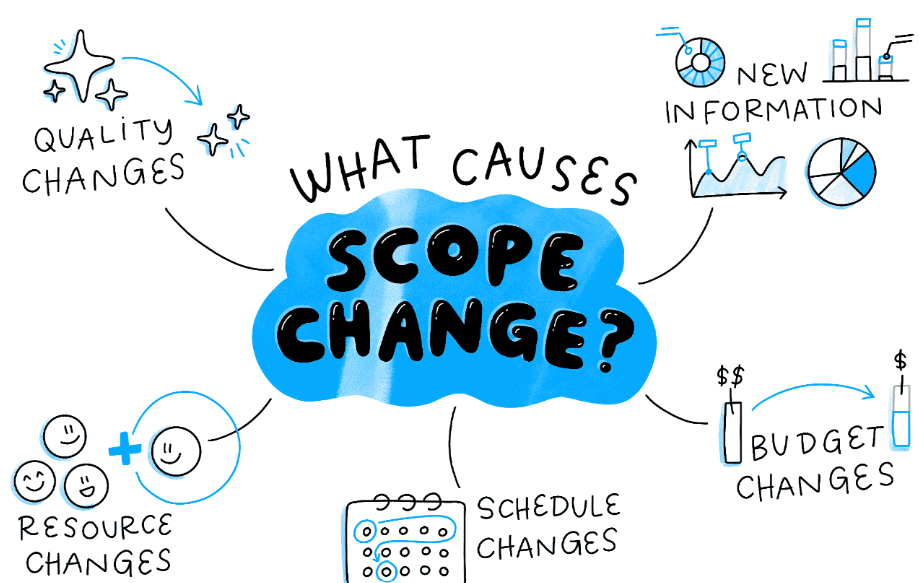 WHAT CAUSES
SCOPE
CHANGE?
QUALITY
CHANGES
NEW
INFORMATION
$$
$
BUDGET
CHANGES
SCHEDULE
CHANGES
RESOURCE
CHANGES